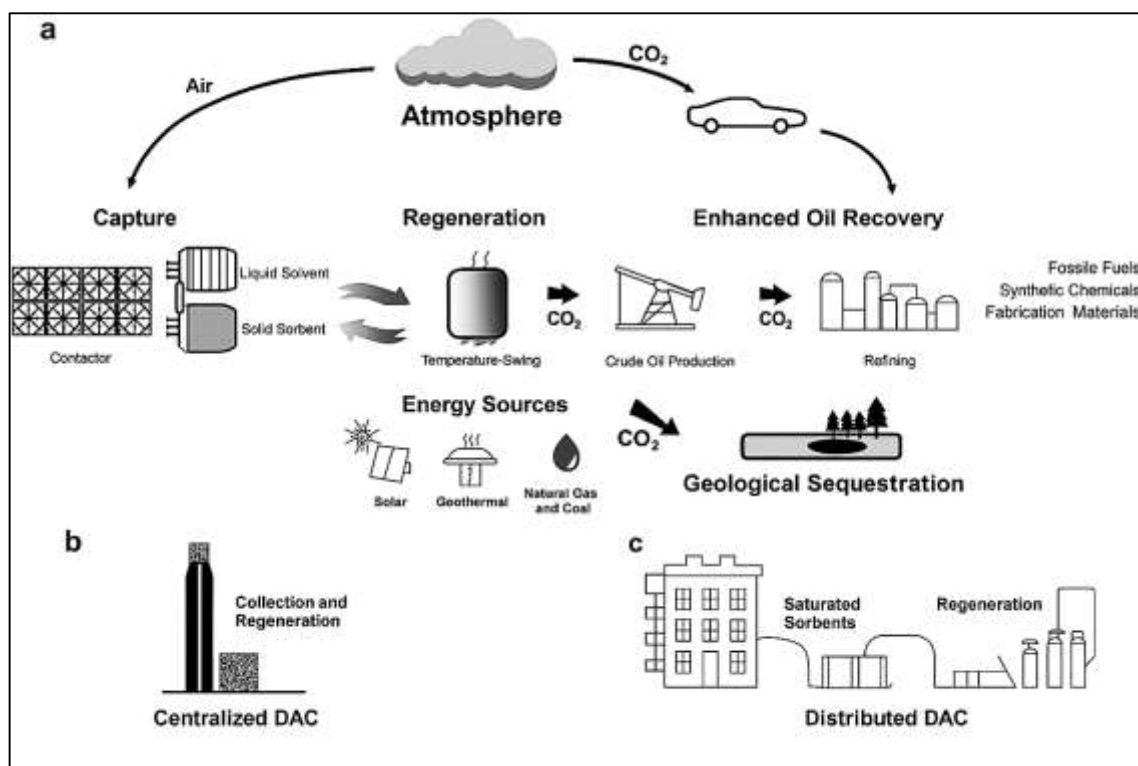 a
Air
CO₂
Atmosphere
Capture
Regeneration
Enhanced Oil Recovery
Liquid Solvent
Solid Sorbent
Contactor
Temperature-Swing
CO₂
Crude Oil Production
CO₂
Refining
Fossile Fuels
Synthetic Chemicals
Fabrication Materials
Energy Sources
Solar
Geothermal
Natural Gas
and Coal
CO₂
Geological Sequestration
b
Collection and
Regeneration
Centralized DAC
c
Saturated
Sorbents
Regeneration
Distributed DAC